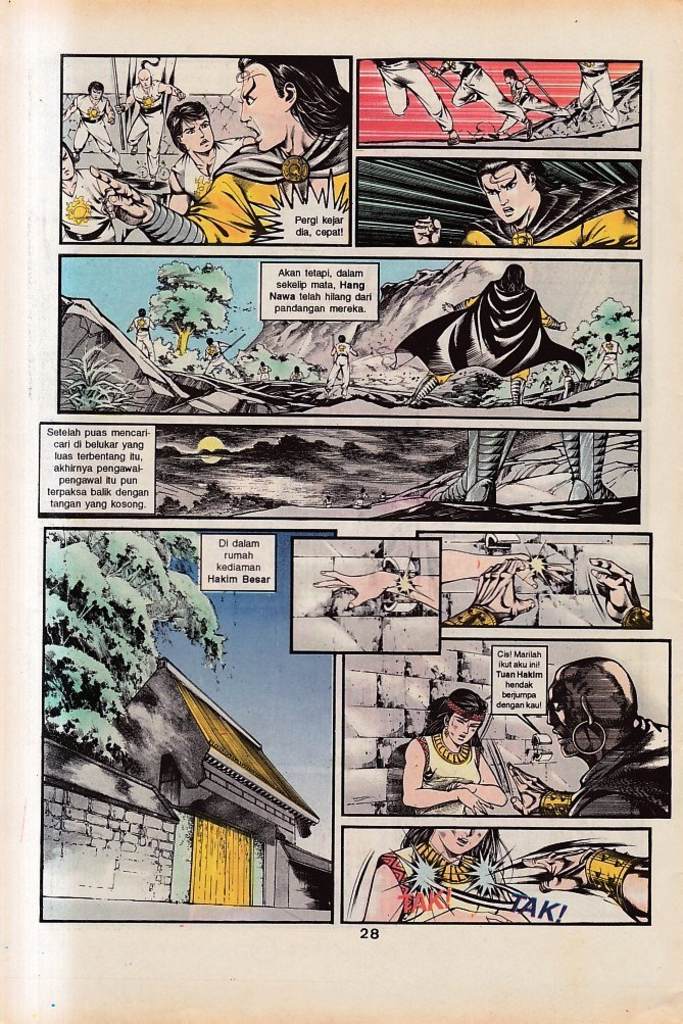 Pergi kejar
dia, cepat!
Akan tetapi, dalam
sekelip mata, Hang
Nawa telah hilang dari
pandangan mereka.
Setelah puas mencari-
cari di belukar yang
luas terbentang itu,
akhirnya pengawal-
pengawal itu pun
terpaksa balik dengan
tangan yang kosong.
Di dalam
rumah
kediaman
Hakim Besar
Cis! Marilah
ikut aku ini!
Tuan Hakim
hendak
berjumpa
dengan kau!
TAK!
TAK!
28